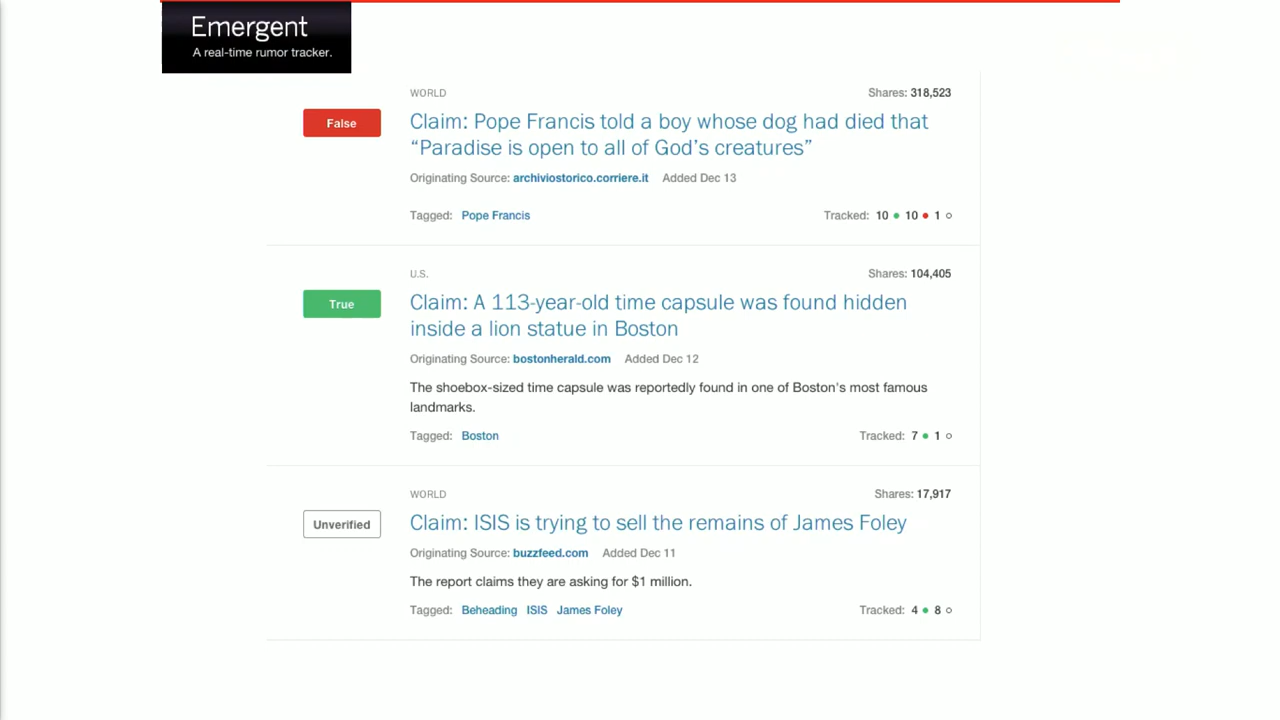 Emergent
A real-time rumor tracker.
WORLD
Shares: 318,523
False
Claim: Pope Francis told a boy whose dog had died that
“Paradise is open to all of God’s creatures”
Originating Source: archiviostorico.corriere.it Added Dec 13
Tagged: Pope Francis
Tracked: 10 10 1
U.S.
Shares: 104,405
True
Claim: A 113-year-old time capsule was found hidden
inside a lion statue in Boston
Originating Source: bostonherald.com Added Dec 12
The shoebox-sized time capsule was reportedly found in one of Boston's most famous
landmarks.
Tagged: Boston
Tracked: 7 1
WORLD
Shares: 17,917
Unverified
Claim: ISIS is trying to sell the remains of James Foley
Originating Source: buzzfeed.com Added Dec 11
The report claims they are asking for $1 million.
Tagged: Beheading ISIS James Foley
Tracked: 4 8